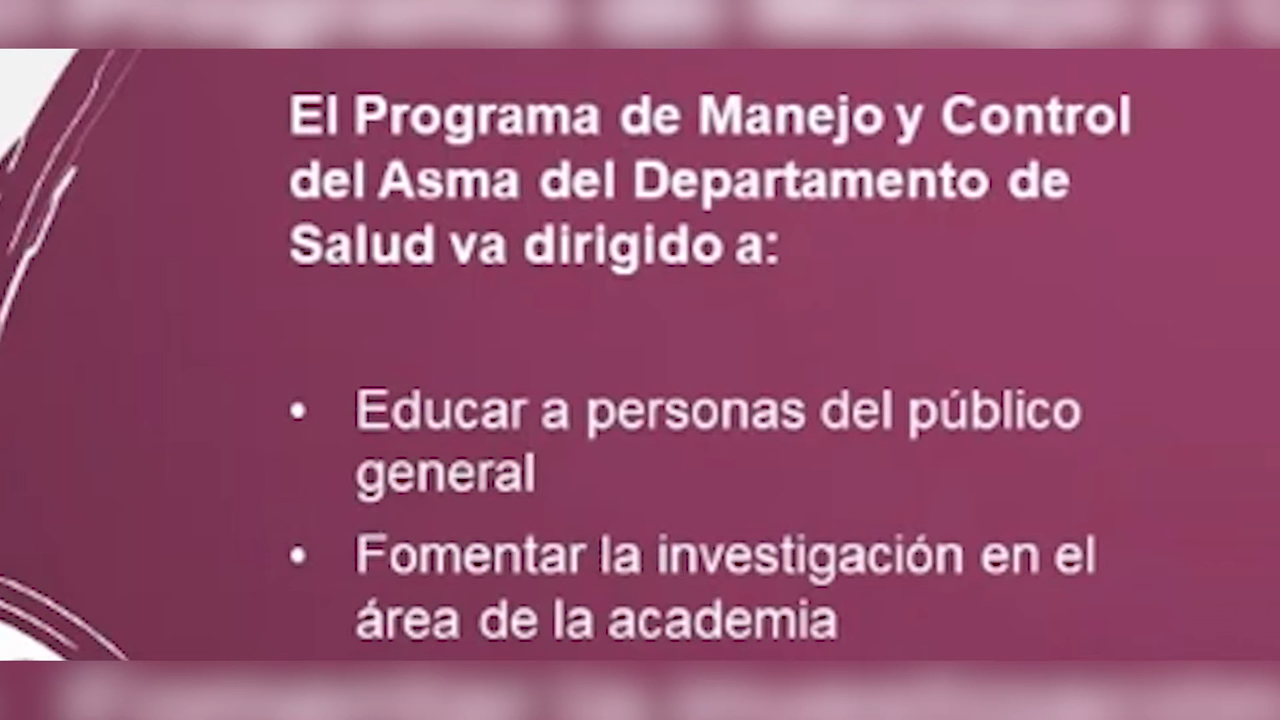 El Programa de Manejo y Control
del Asma del Departamento de
Salud va dirigido a:
• Educar a personas del público
general
• Fomentar la investigación en el
área de la academia